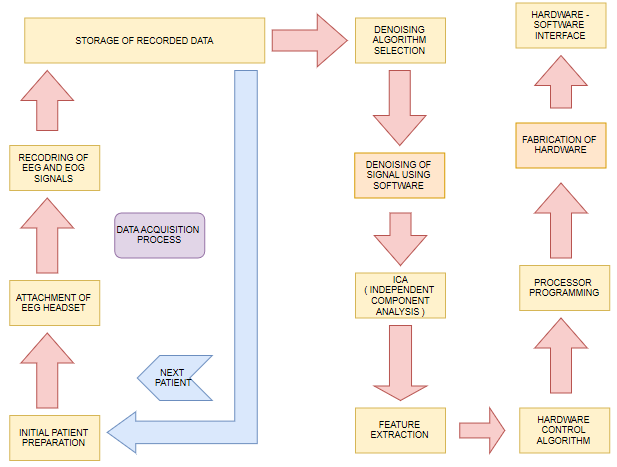 STORAGE OF RECORDED DATA
DENOISING
ALGORITHM
SELECTION
HARDWARE -
SOFTWARE
INTERFACE
RECODRING OF
EEG AND EOG
SIGNALS
DENOISING OF
SIGNAL USING
SOFTWARE
FABRICATION OF
HARDWARE
DATA ACQUISITION
PROCESS
ATTACHMENT OF
EEG HEADSET
ICA
( INDEPENDENT
COMPONENT
ANALYSIS )
PROCESSOR
PROGRAMMING
NEXT
PATIENT
INITIAL PATIENT
PREPARATION
FEATURE
EXTRACTION
HARDWARE
CONTROL
ALGORITHM